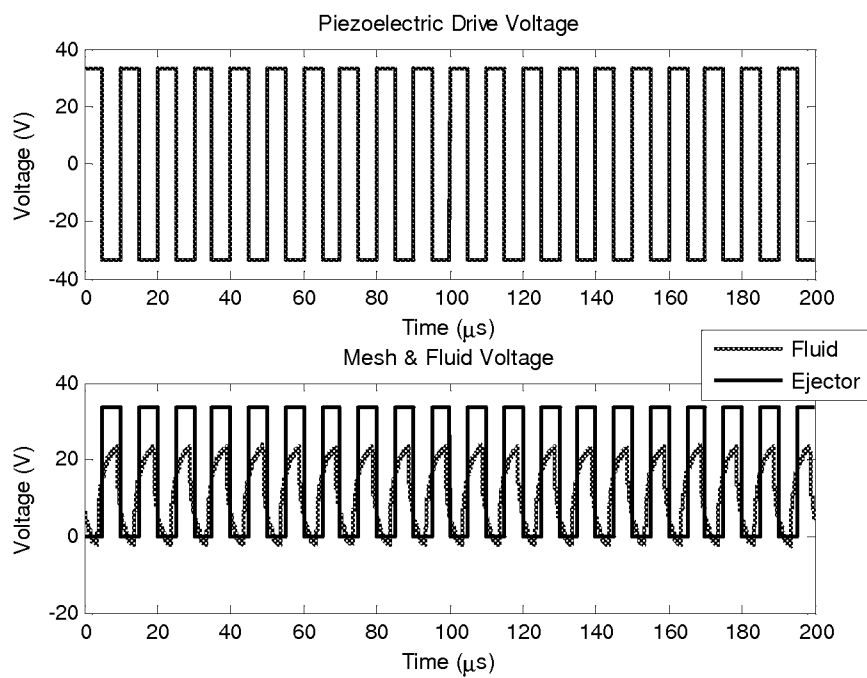 Piezoelectric Drive Voltage
40
20
0
-20
-40
Voltage (V)
0 20 40 60 80 100 120 140 160 180 200
Time (μs)
Mesh & Fluid Voltage
Fluid
Ejector
40
20
0
-20
Voltage (V)
0 20 40 60 80 100 120 140 160 180 200
Time (μs)